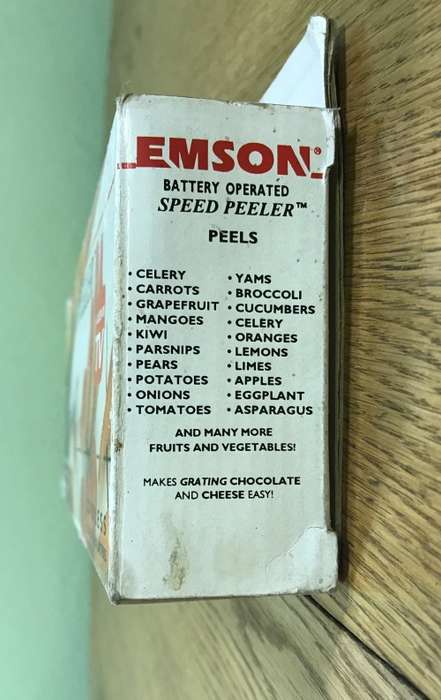 EMSON®
BATTERY OPERATED
SPEED PEELER™
PEELS
• CELERY
• CARROTS
• GRAPEFRUIT
• MANGOES
• KIWI
• PARSNIPS
• PEARS
• POTATOES
• ONIONS
• TOMATOES
• YAMS
• BROCCOLI
• CUCUMBERS
• CELERY
• ORANGES
• LEMONS
• LIMES
• APPLES
• EGGPLANT
• ASPARAGUS
AND MANY MORE
FRUITS AND VEGETABLES!
MAKES GRATING CHOCOLATE
AND CHEESE EASY!